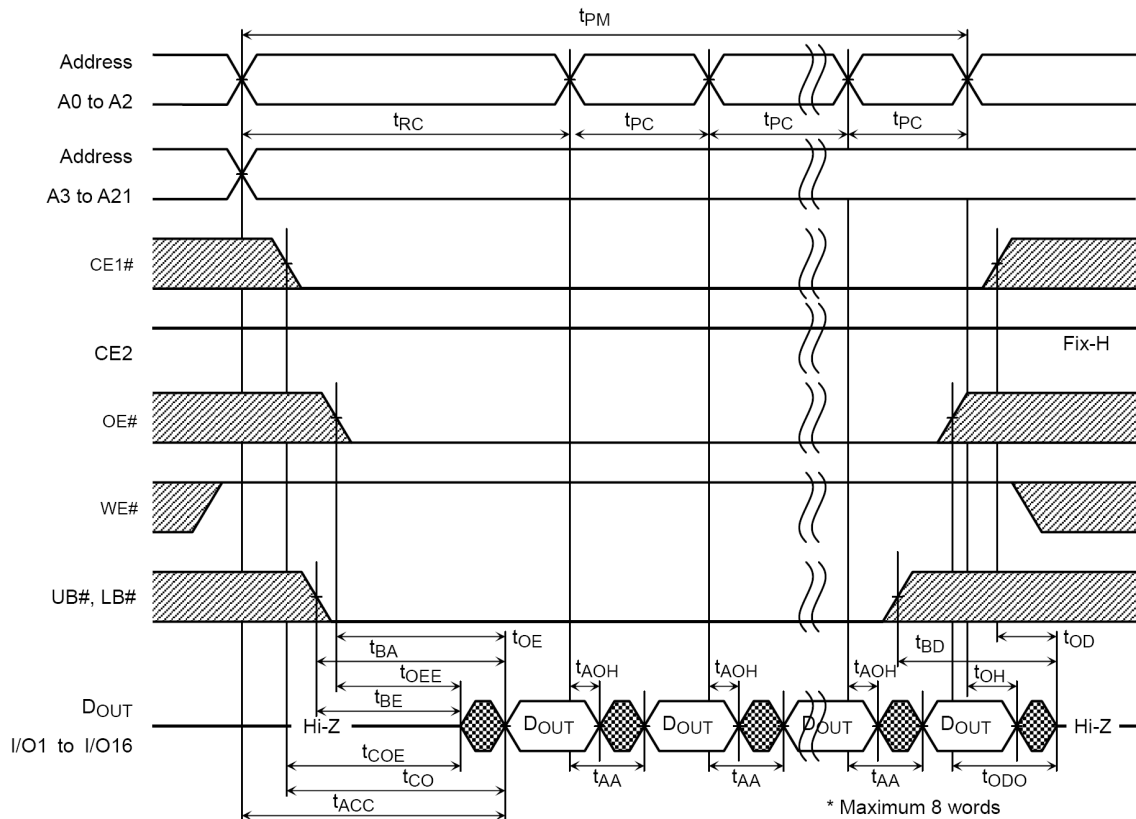 tPM
Address
A0 to A2
tRC
tPC
tPC
tPC
Address
A3 to A21
CE1#
CE2
Fix-H
OE#
WE#
UB#, LB#
tOE
tOD
tBA
tBD
tOEE
tAOH
tAOH
tAOH
tOH
tBE
DOUT
I/O1 to I/O16
Hi-Z
DOUT
DOUT
DOUT
DOUT
Hi-Z
tCOE
tAA
tAA
tAA
tODO
tCO
tACC
* Maximum 8 words